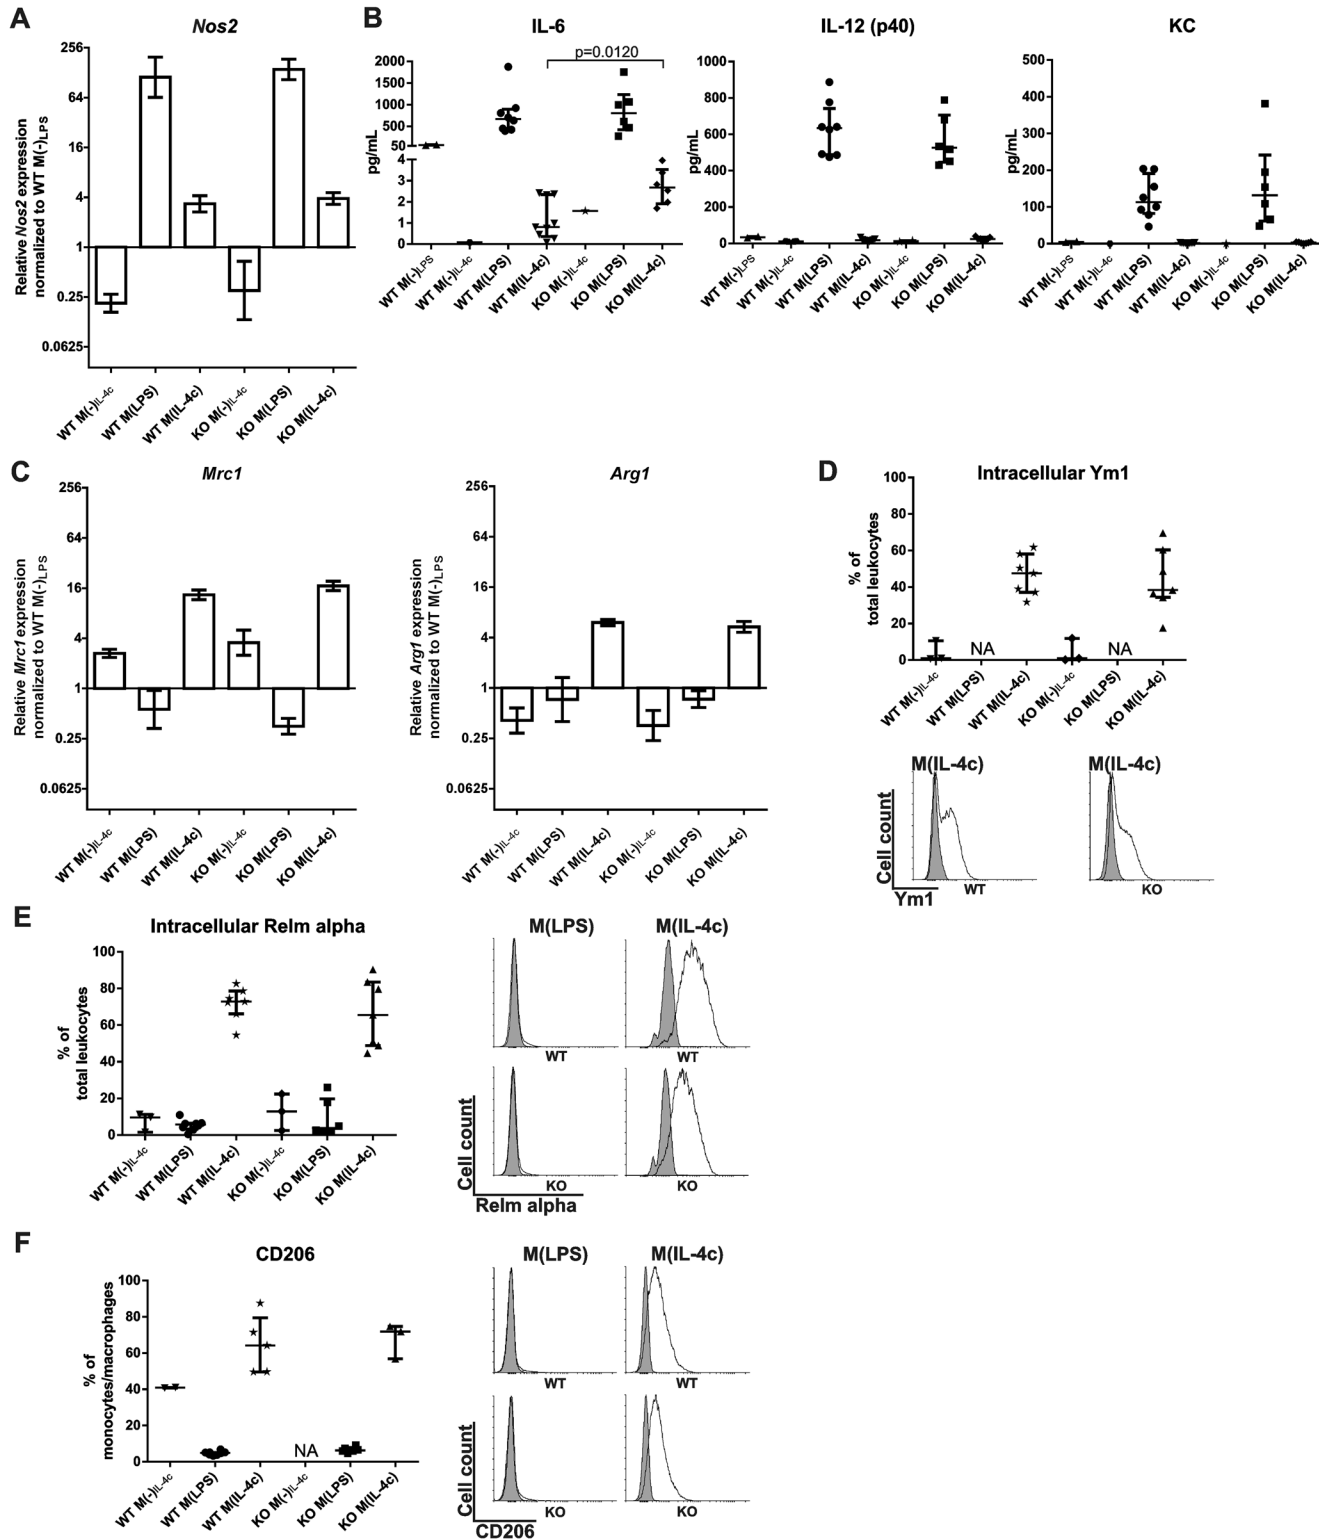 A
Nos2
Relative Nos2 expression
normalized to WT M(-)LPS
256
64
16
4
1
0.25
0.0625
WT M(-)IL-4c
WT M(LPS)
WT M(IL-4c)
KO M(-)IL-4c
KO M(LPS)
KO M(IL-4c)
B
IL-6
p=0.0120
pg/mL
2000
1500
1000
500
50
4
3
2
1
0
WT M(-)LPS
WT M(-)IL-4c
WT M(LPS)
WT M(IL-4c)
KO M(-)IL-4c
KO M(LPS)
KO M(IL-4c)
IL-12 (p40)
pg/mL
1000
800
600
400
200
0
WT M(-)LPS
WT M(-)IL-4c
WT M(LPS)
WT M(IL-4c)
KO M(-)IL-4c
KO M(LPS)
KO M(IL-4c)
KC
pg/mL
500
400
300
200
100
0
WT M(-)LPS
WT M(-)IL-4c
WT M(LPS)
WT M(IL-4c)
KO M(-)IL-4c
KO M(LPS)
KO M(IL-4c)
C
Mrc1
Relative Mrc1 expression
normalized to WT M(-)LPS
256
64
16
4
1
0.25
0.0625
WT M(-)IL-4c
WT M(LPS)
WT M(IL-4c)
KO M(-)IL-4c
KO M(LPS)
KO M(IL-4c)
Arg1
Relative Arg1 expression
normalized to WT M(-)LPS
256
64
16
4
1
0.25
0.0625
WT M(-)IL-4c
WT M(LPS)
WT M(IL-4c)
KO M(-)IL-4c
KO M(LPS)
KO M(IL-4c)
D
Intracellular Ym1
% of
total leukocytes
100
80
60
40
20
0
NA
NA
WT M(-)IL-4c
WT M(LPS)
WT M(IL-4c)
KO M(-)IL-4c
KO M(LPS)
KO M(IL-4c)
M(IL-4c)
M(IL-4c)
Cell count
WT
KO
Ym1
E
Intracellular Relm alpha
% of
total leukocytes
100
80
60
40
20
0
WT M(-)IL-4c
WT M(LPS)
WT M(IL-4c)
KO M(-)IL-4c
KO M(LPS)
KO M(IL-4c)
M(LPS)
M(IL-4c)
WT
WT
Cell count
KO
KO
Relm alpha
F
CD206
% of
monocytes/macrophages
100
80
60
40
20
0
NA
WT M(-)IL-4c
WT M(LPS)
WT M(IL-4c)
KO M(-)IL-4c
KO M(LPS)
KO M(IL-4c)
M(LPS)
M(IL-4c)
WT
WT
Cell count
KO
KO
CD206